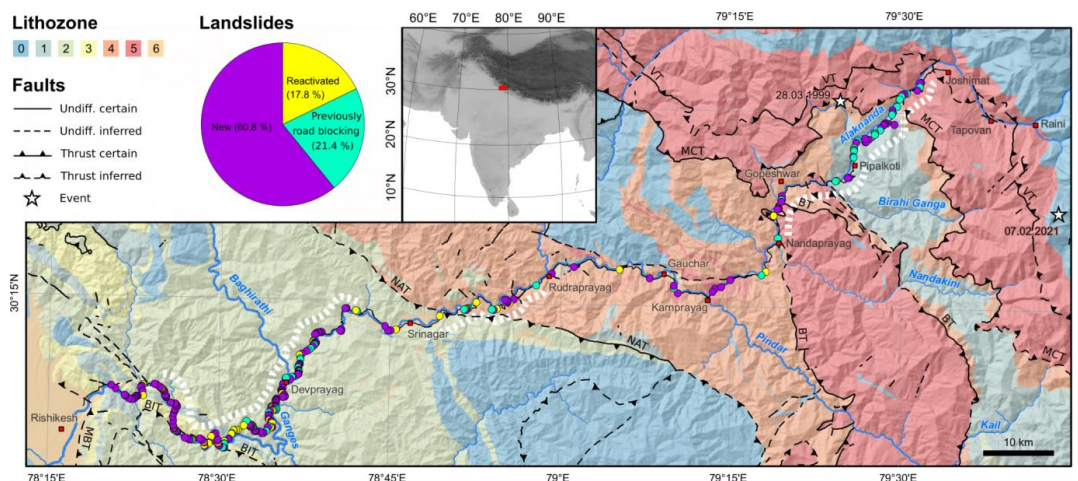 Lithozone
0 1 2 3 4 5 6
Faults
Undiff. certain
Undiff. inferred
Thrust certain
Thrust inferred
Event
Landslides
Reactivated
(17.8 %)
New (60.8 %)
Previously
road blocking
(21.4 %)
60°E 70°E 80°E 90°E
30°N
20°N
10°N
79°15'E 79°30'E
VT
VT
28.03.1999
Joshimat
Alaknanda
MCT
Tapovan
Raini
MCT
Pipalkoti
Gopeshwar
Birahi Ganga
BT
07.02.2021
Nandaprayag
30°15'N
Baghirathi
NAT
Gauchar
Rudraprayag
Karnprayag
Nandakini
BT
Srinagar
NAT
Pindar
BT
MCT
Devprayag
Rishikesh
BIT
MBT
BIT
Ganges
Kail
10 km
78°15'E 78°30'E 78°45'E 79°15'E 79°30'E